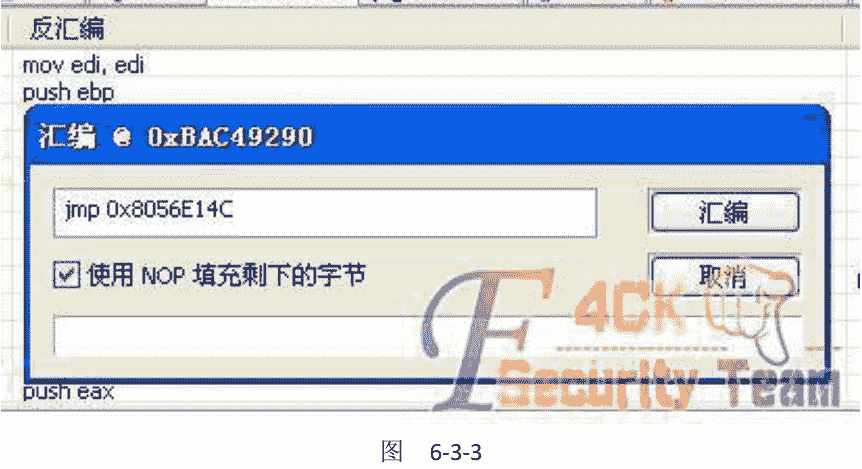 反汇编
mov edi, edi
push ebp
汇编 @ 0xBAC49290
jmp 0x8056E14C
汇编
使用 NOP 填充剩下的字节
取消
F4CK
Security Team
push eax
图 6-3-3